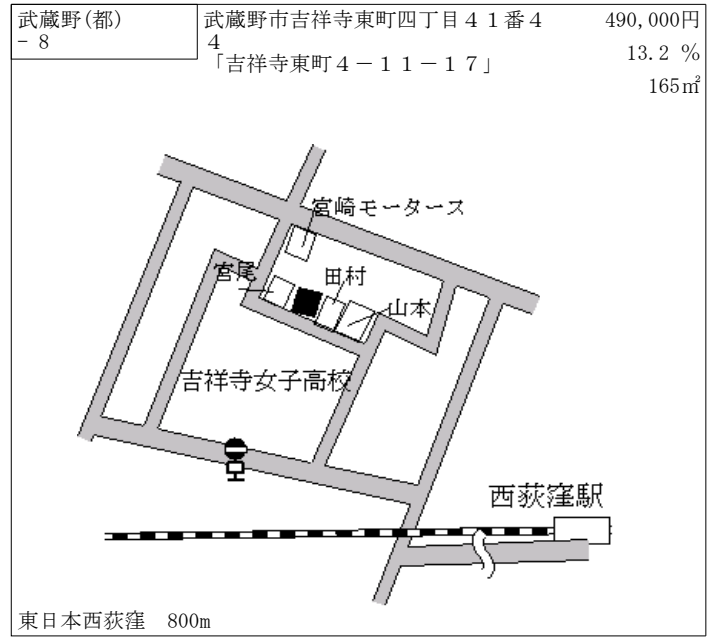 武蔵野(都)
- 8
武蔵野市吉祥寺東町四丁目４１番４
４
「吉祥寺東町４－１１－１７」
490,000円
13.2 %
165㎡
宮崎モータース
宮尾
田村
山本
吉祥寺女子高校
西荻窪駅
東日本西荻窪　800m